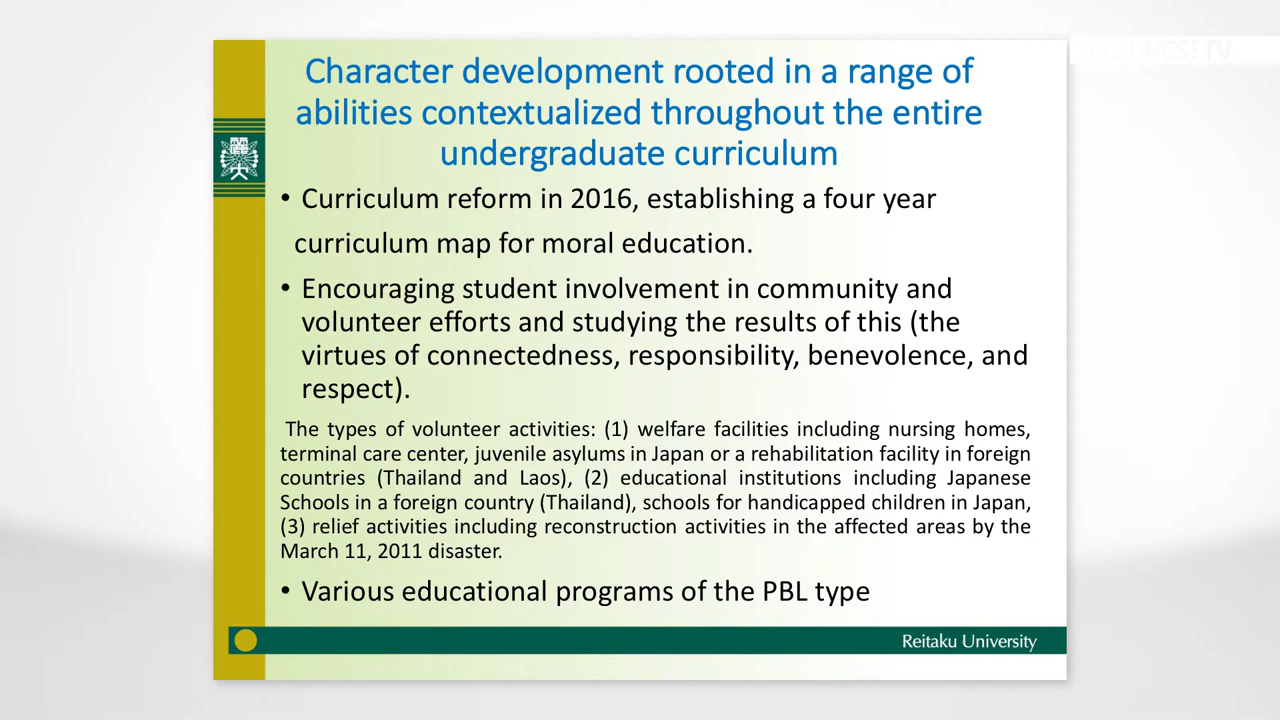 Character development rooted in a range of
abilities contextualized throughout the entire
undergraduate curriculum
• Curriculum reform in 2016, establishing a four year
curriculum map for moral education.
• Encouraging student involvement in community and
volunteer efforts and studying the results of this (the
virtues of connectedness, responsibility, benevolence, and
respect).
The types of volunteer activities: (1) welfare facilities including nursing homes,
terminal care center, juvenile asylums in Japan or a rehabilitation facility in foreign
countries (Thailand and Laos), (2) educational institutions including Japanese
Schools in a foreign country (Thailand), schools for handicapped children in Japan,
(3) relief activities including reconstruction activities in the affected areas by the
March 11, 2011 disaster.
• Various educational programs of the PBL type
Reitaku University